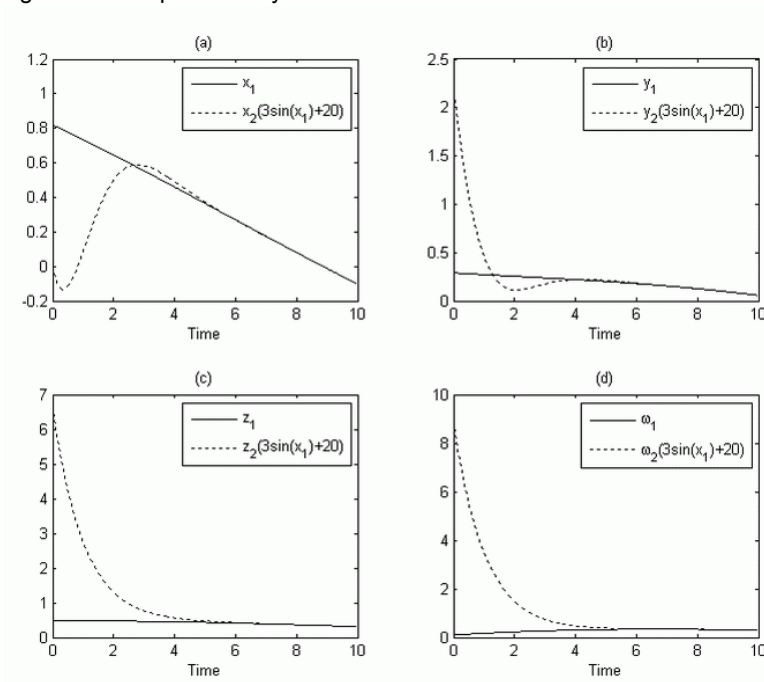 (a)
1.2
1
0.8
0.6
0.4
0.2
0
-0.2
x₁
x₂(3sin(x₁)+20)
0 2 4 6 8 10
Time
(b)
2.5
2
1.5
1
0.5
0
y₁
y₂(3sin(x₁)+20)
0 2 4 6 8 10
Time
(c)
7
6
5
4
3
2
1
0
z₁
z₂(3sin(x₁)+20)
0 2 4 6 8 10
Time
(d)
10
8
6
4
2
0
ω₁
ω₂(3sin(x₁)+20)
0 2 4 6 8 10
Time